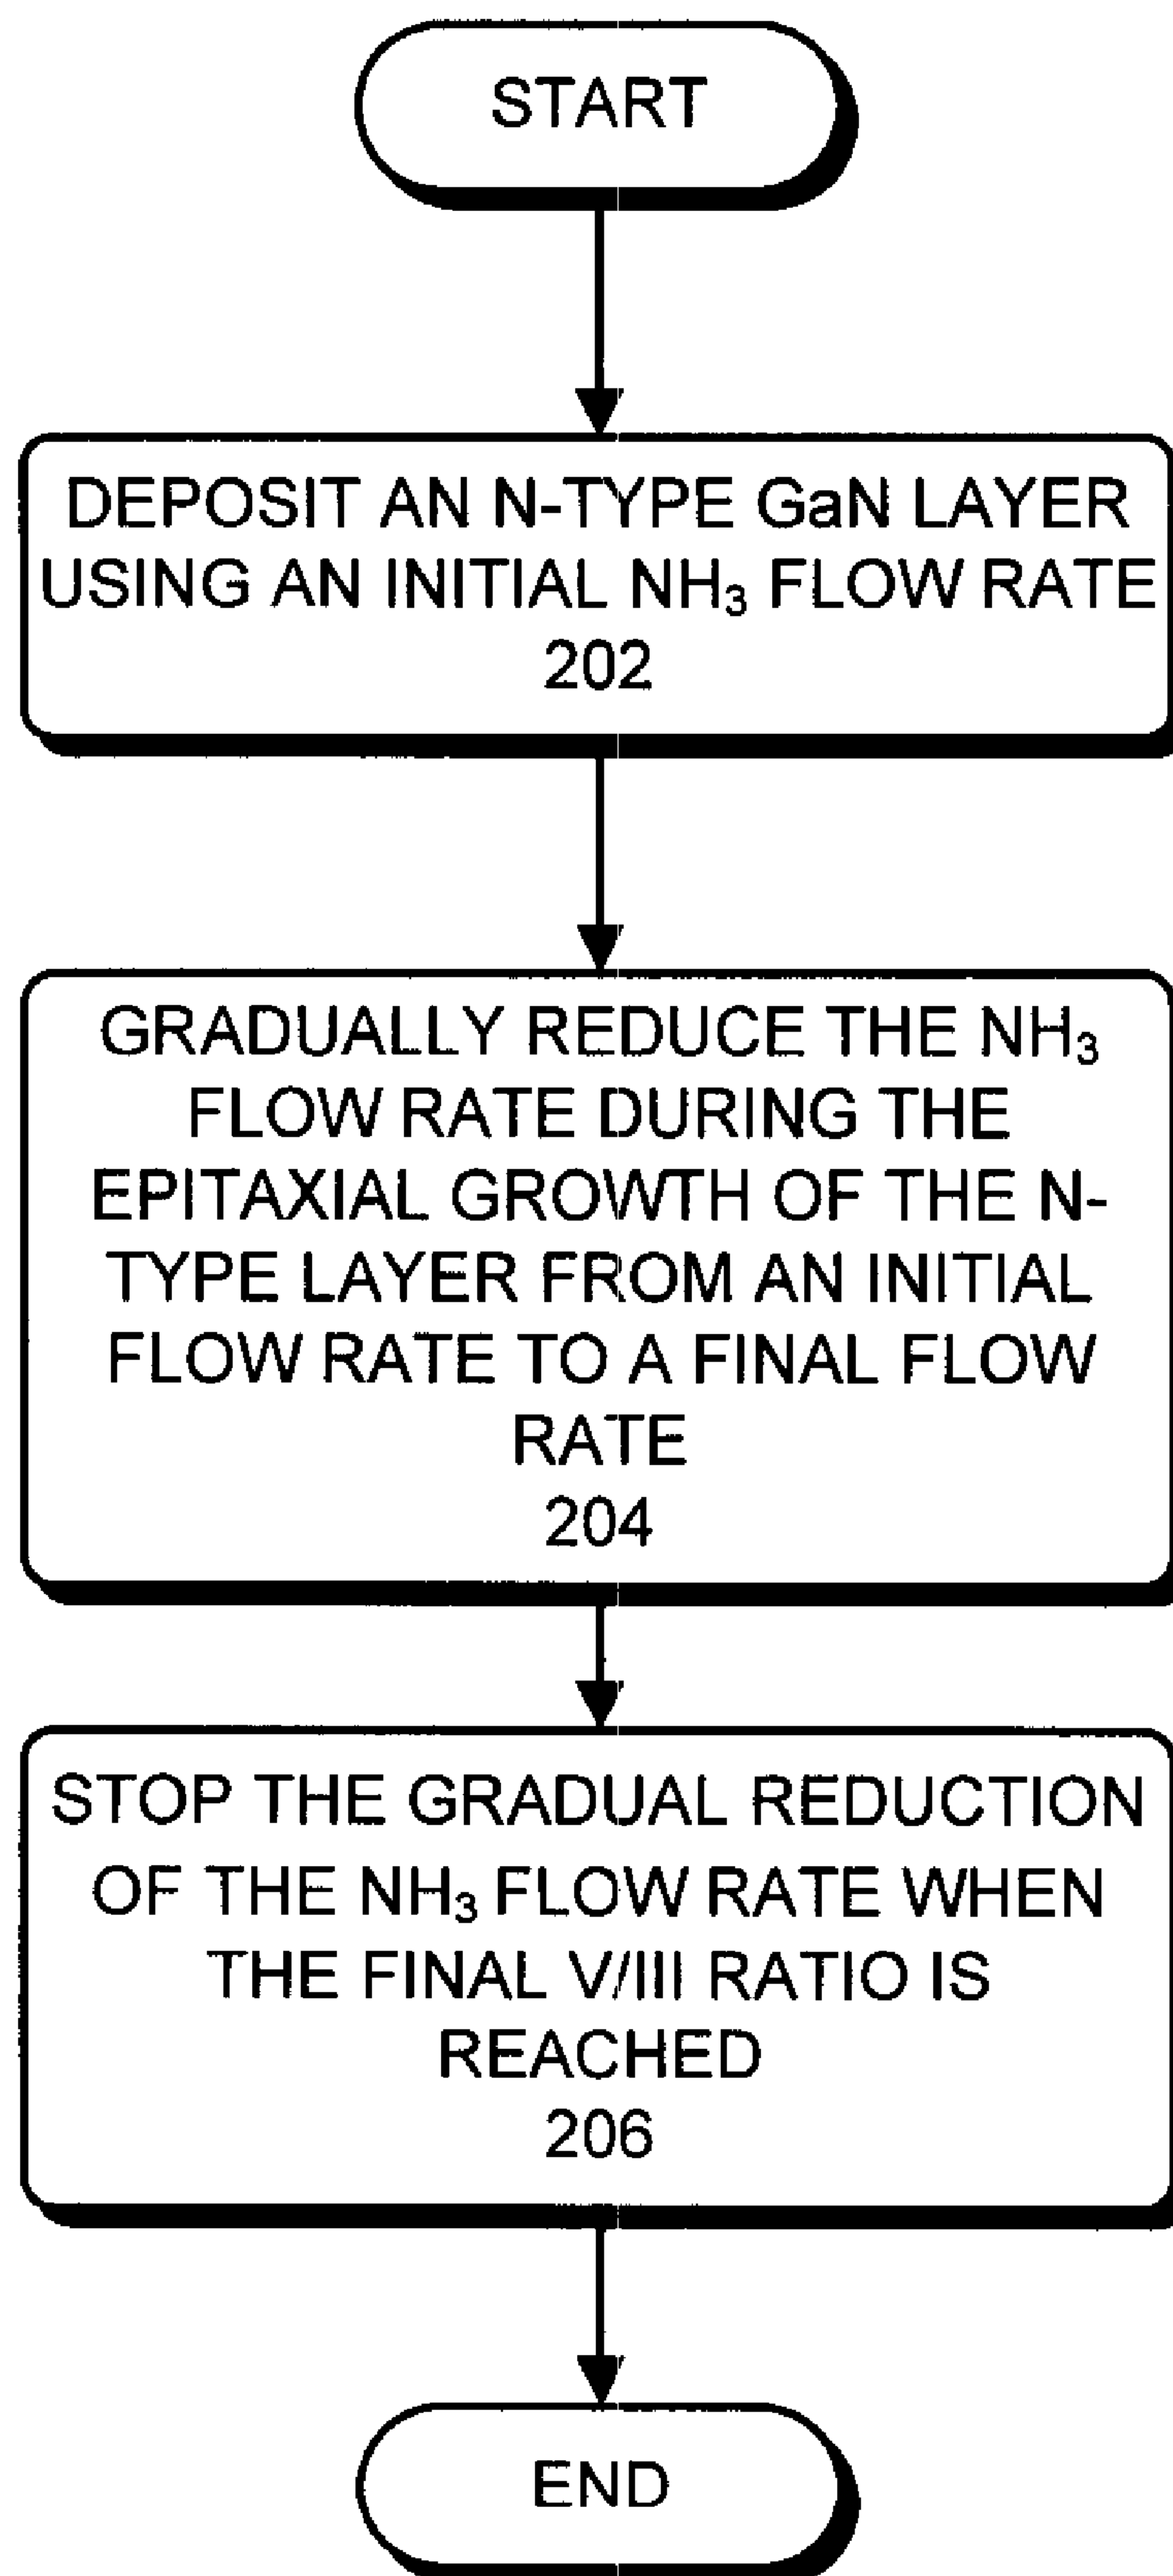 START
DEPOSIT AN N-TYPE GaN LAYER
USING AN INITIAL NH₃ FLOW RATE
202
GRADUALLY REDUCE THE NH₃
FLOW RATE DURING THE
EPITAXIAL GROWTH OF THE N-
TYPE LAYER FROM AN INITIAL
FLOW RATE TO A FINAL FLOW
RATE
204
STOP THE GRADUAL REDUCTION
OF THE NH₃ FLOW RATE WHEN
THE FINAL V/III RATIO IS
REACHED
206
END